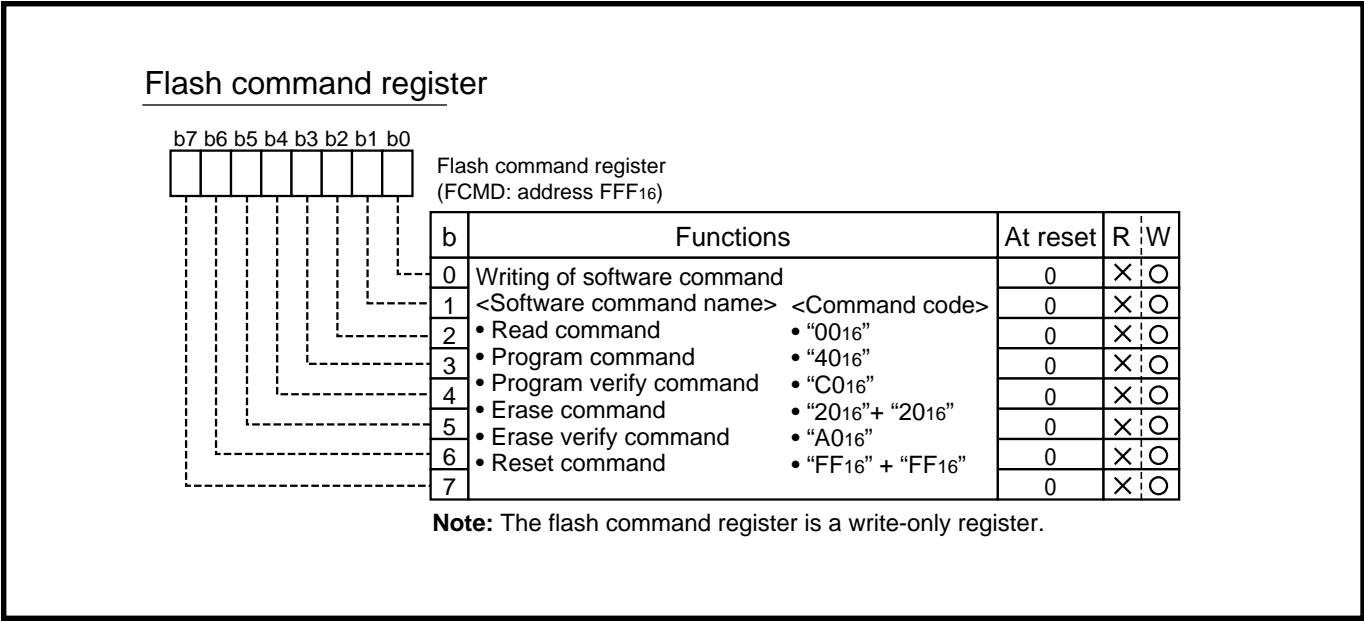 Flash command register
b7 b6 b5 b4 b3 b2 b1 b0
Flash command register
(FCMD: address FFF16)
b Functions At reset R W
0 Writing of software command 0 × ○
1 <Software command name> <Command code> 0 × ○
2 • Read command • “0016” 0 × ○
3 • Program command • “4016” 0 × ○
4 • Program verify command • “C016” 0 × ○
5 • Erase command • “2016”+ “2016” 0 × ○
6 • Erase verify command • “A016” 0 × ○
7 • Reset command • “FF16” + “FF16” 0 × ○
Note: The flash command register is a write-only register.